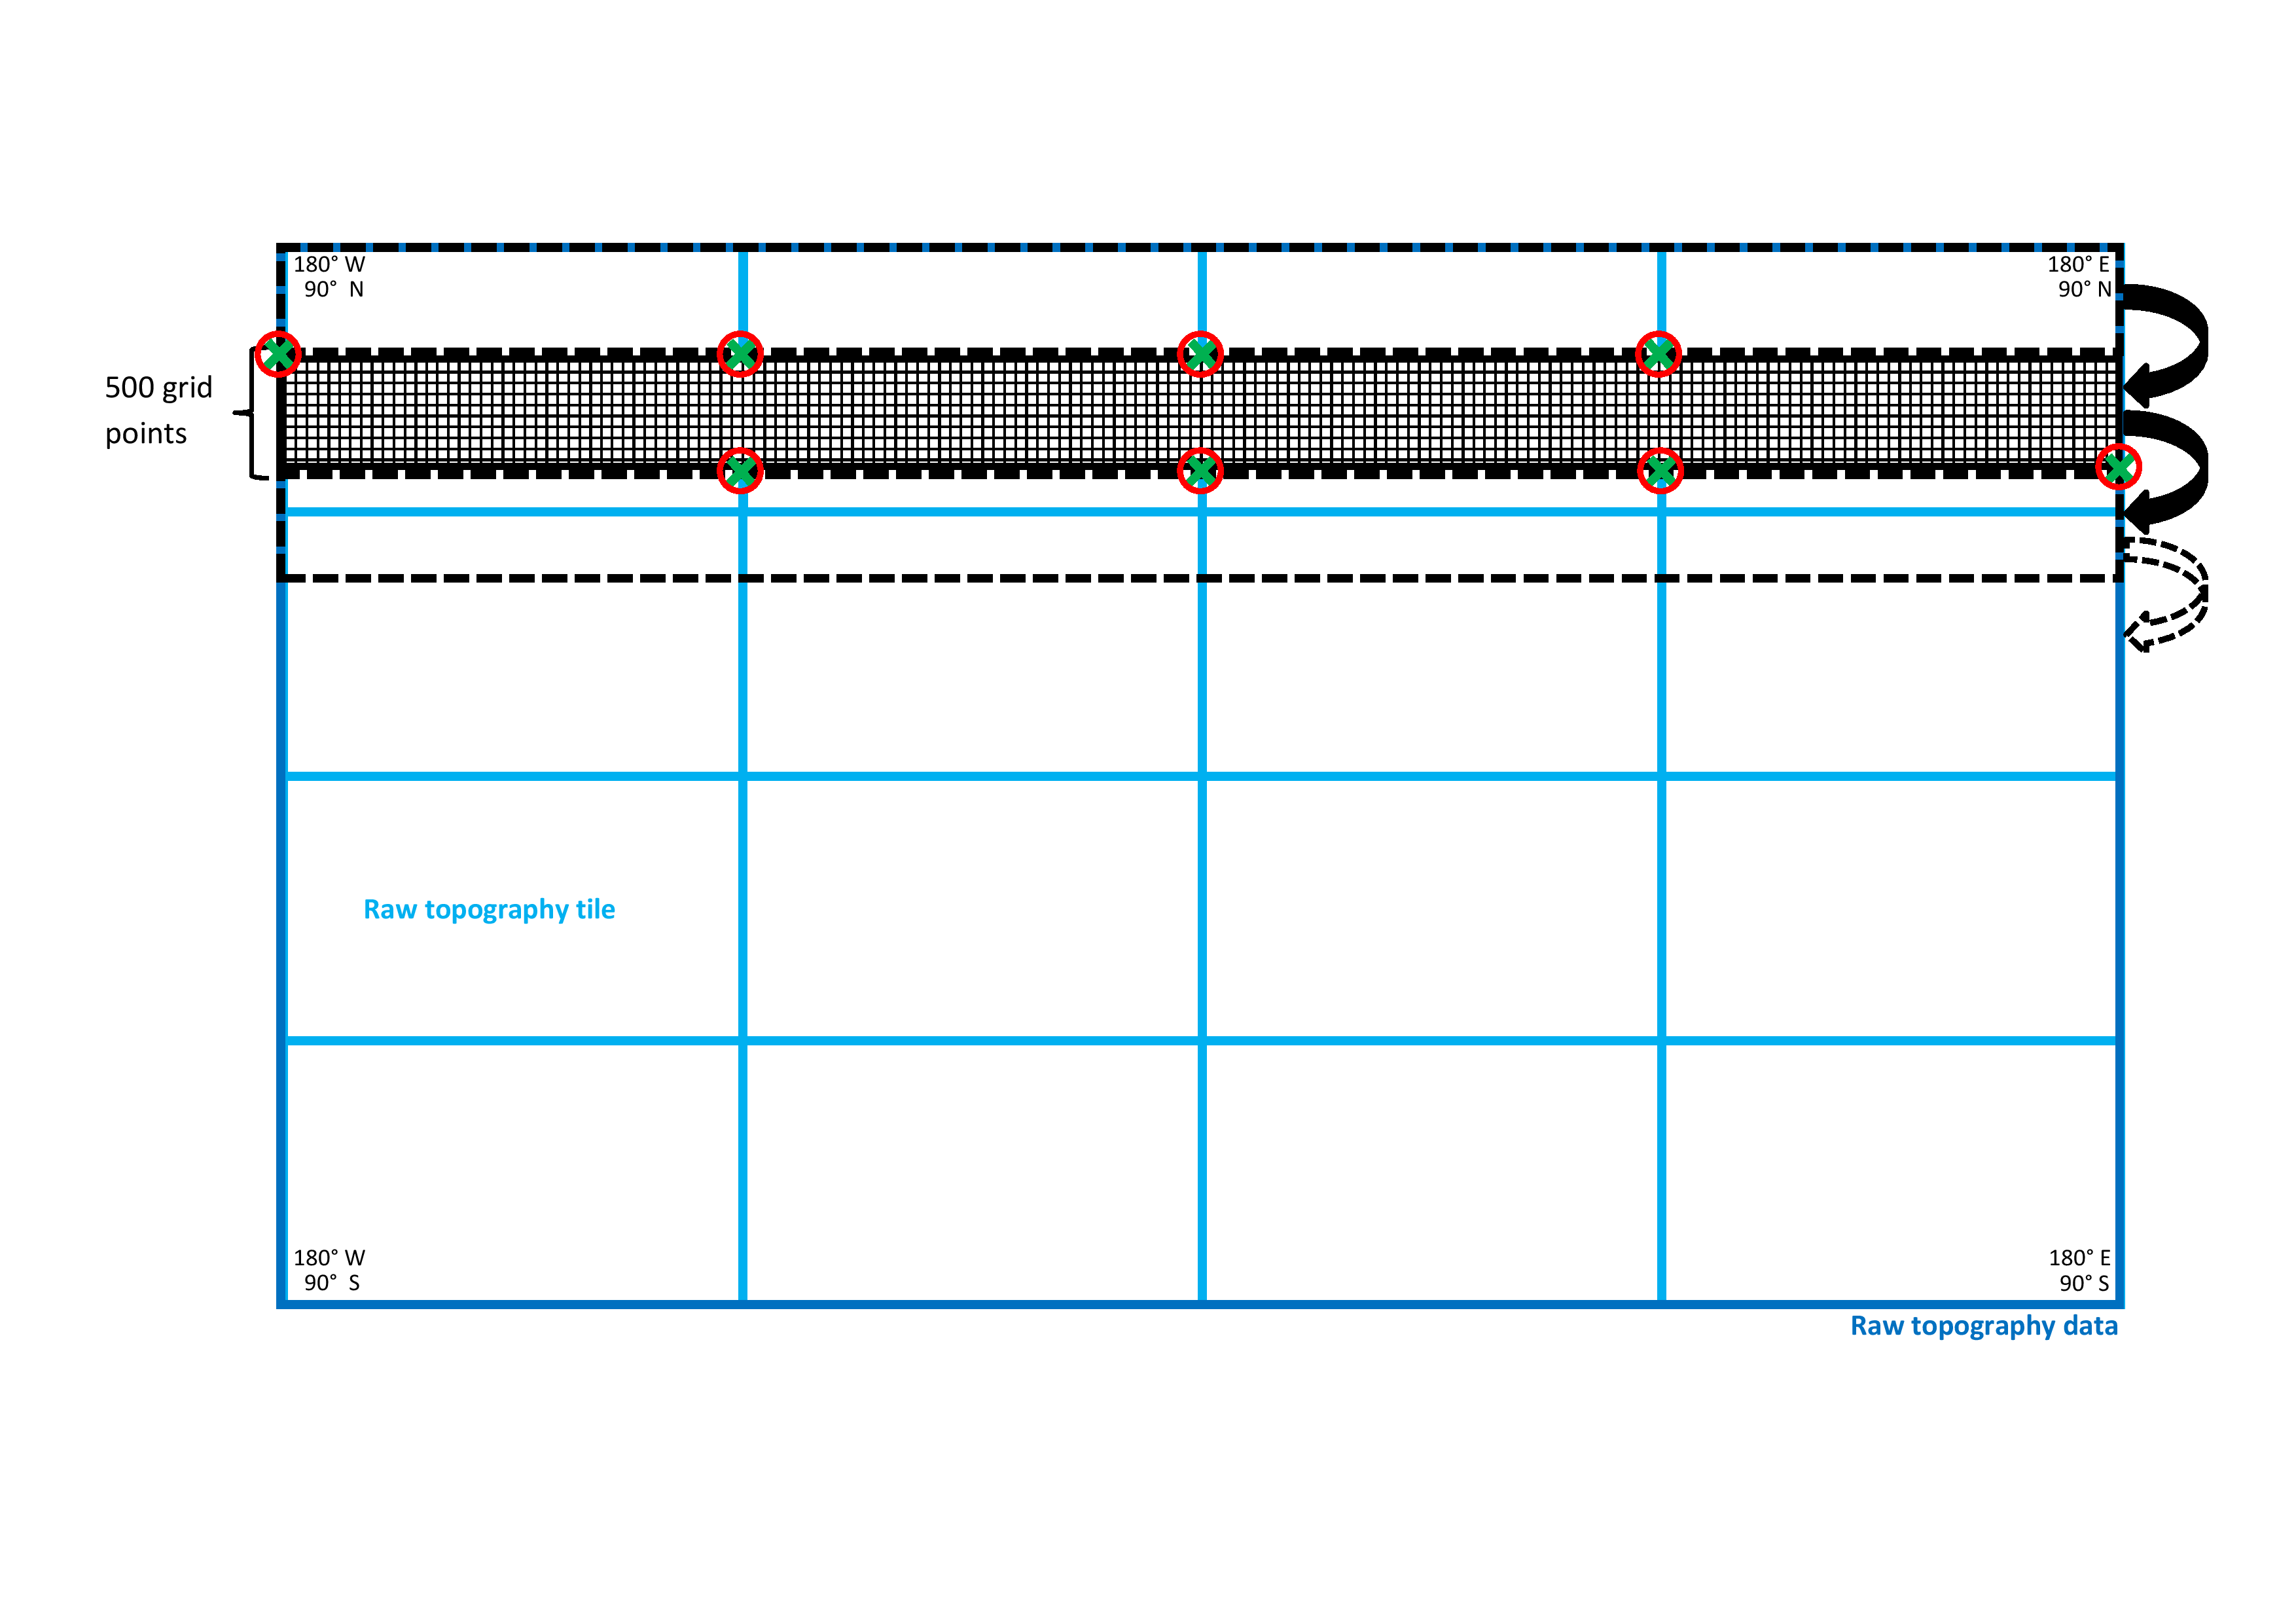 180° W
90° N
180° E
90° N
500 grid
points
Raw topography tile
180° W
90° S
180° E
90° S
Raw topography data